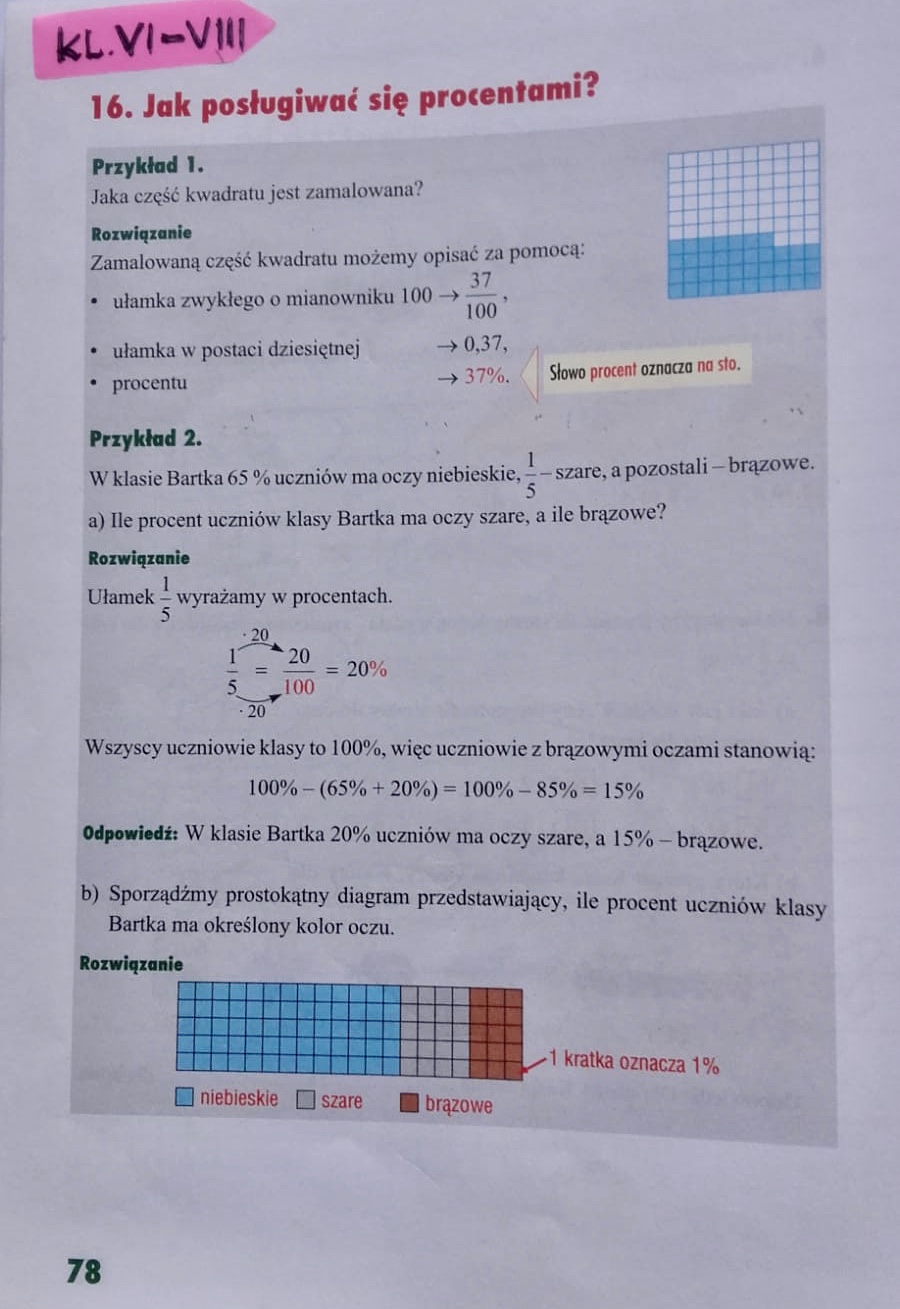 KL.VI-VIII
16. Jak posługiwać się procentami?
Przykład 1.
Jaka część kwadratu jest zamalowana?
Rozwiązanie
Zamalowaną część kwadratu możemy opisać za pomocą:
• ułamka zwykłego o mianowniku 100 → 37/100,
• ułamka w postaci dziesiętnej → 0,37,
• procentu → 37%.
Słowo procent oznacza na sto.
Przykład 2.
W klasie Bartka 65 % uczniów ma oczy niebieskie, 1/5 – szare, a pozostali – brązowe.
a) Ile procent uczniów klasy Bartka ma oczy szare, a ile brązowe?
Rozwiązanie
Ułamek 1/5 wyrażamy w procentach.
· 20
1/5 = 20/100 = 20%
· 20
Wszyscy uczniowie klasy to 100%, więc uczniowie z brązowymi oczami stanowią:
100% – (65% + 20%) = 100% – 85% = 15%
Odpowiedź: W klasie Bartka 20% uczniów ma oczy szare, a 15% – brązowe.
b) Sporządźmy prostokątny diagram przedstawiający, ile procent uczniów klasy
Bartka ma określony kolor oczu.
Rozwiązanie
1 kratka oznacza 1%
niebieskie szare brązowe
78